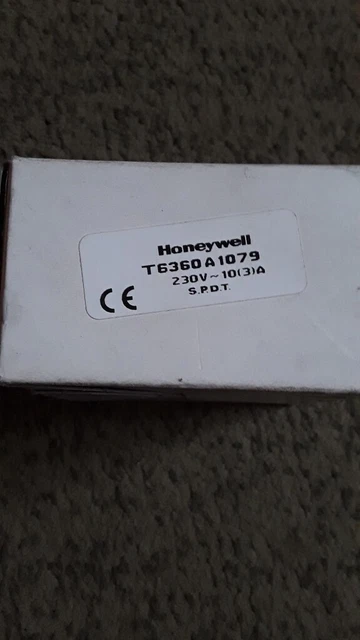 Honeywell
T6360A1079
230V~10(3)A
S.P.D.T.
CE